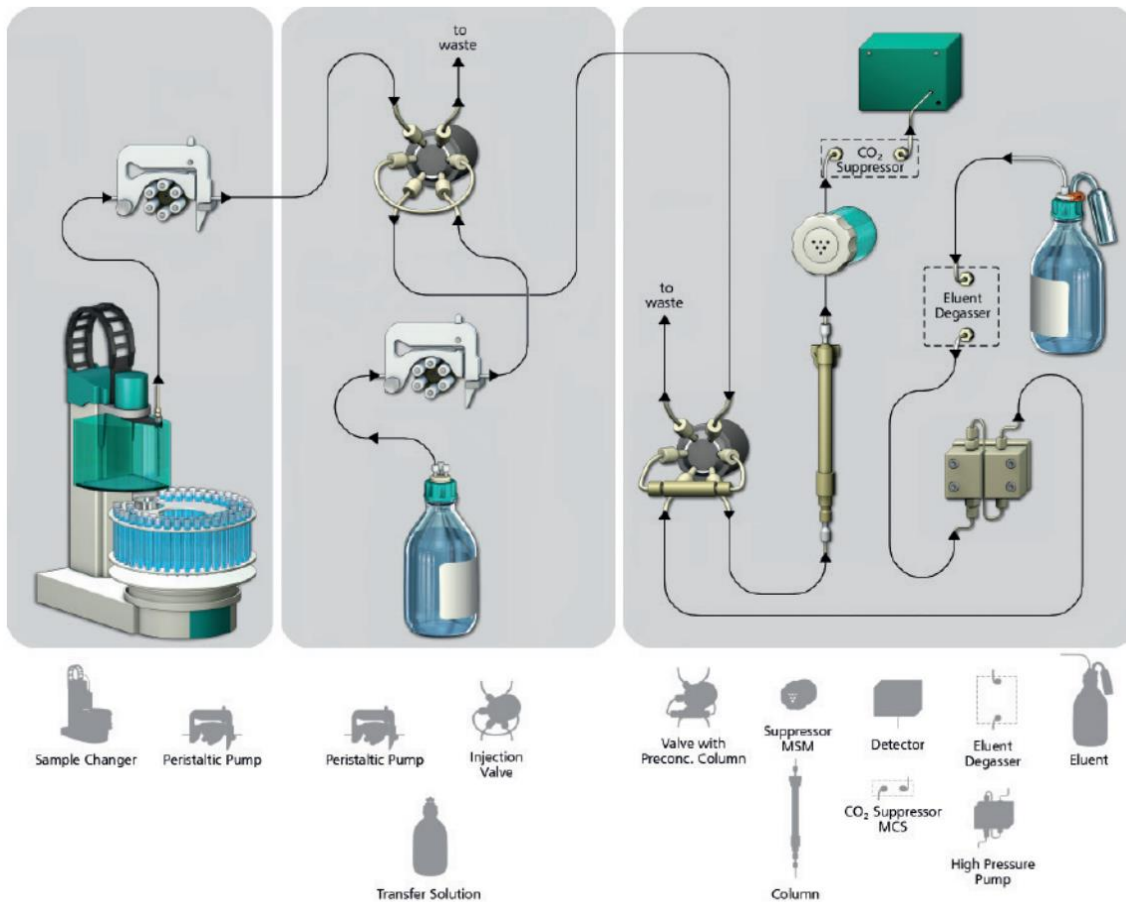 to
waste
CO₂
Suppressor
Eluent
Degasser
to
waste
Sample Changer
Peristaltic Pump
Peristaltic Pump
Injection
Valve
Transfer Solution
Valve with
Preconc. Column
Suppressor
MSM
Column
Detector
CO₂ Suppressor
MCS
Eluent
Degasser
High Pressure
Pump
Eluent